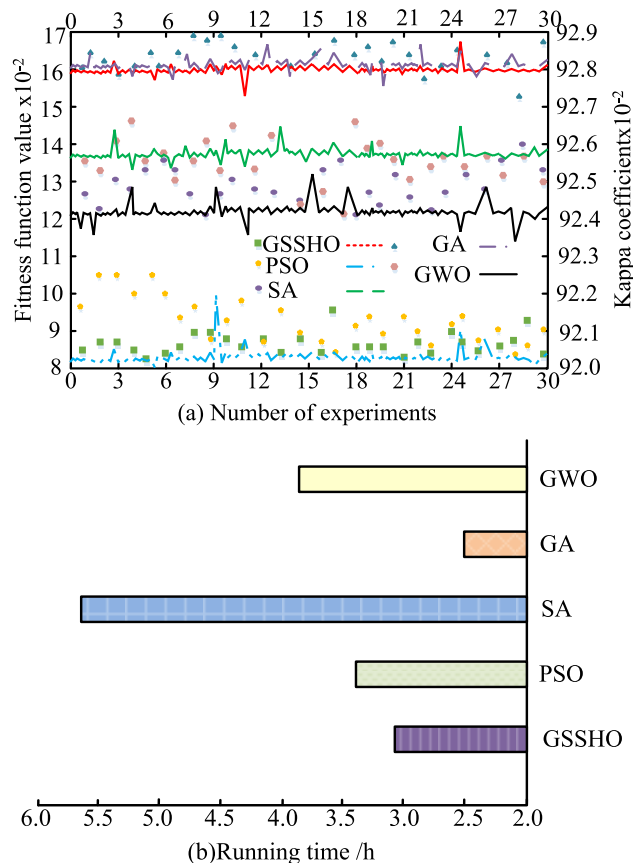 0 3 6 9 12 15 18 21 24 27 30
17 92.9
16 92.8
15 92.7
14 13 92.6
13 92.5
12 92.4
11 92.3
10 92.2
9 92.1
8 92.0
Fitness function value x10⁻²
Kappa coefficientx10⁻²
GSSHO GA
PSO GWO
SA
0 3 6 9 12 15 18 21 24 27 30
(a) Number of experiments
GWO
GA
SA
PSO
GSSHO
6.0 5.5 5.0 4.5 4.0 3.5 3.0 2.5 2.0
(b)Running time /h